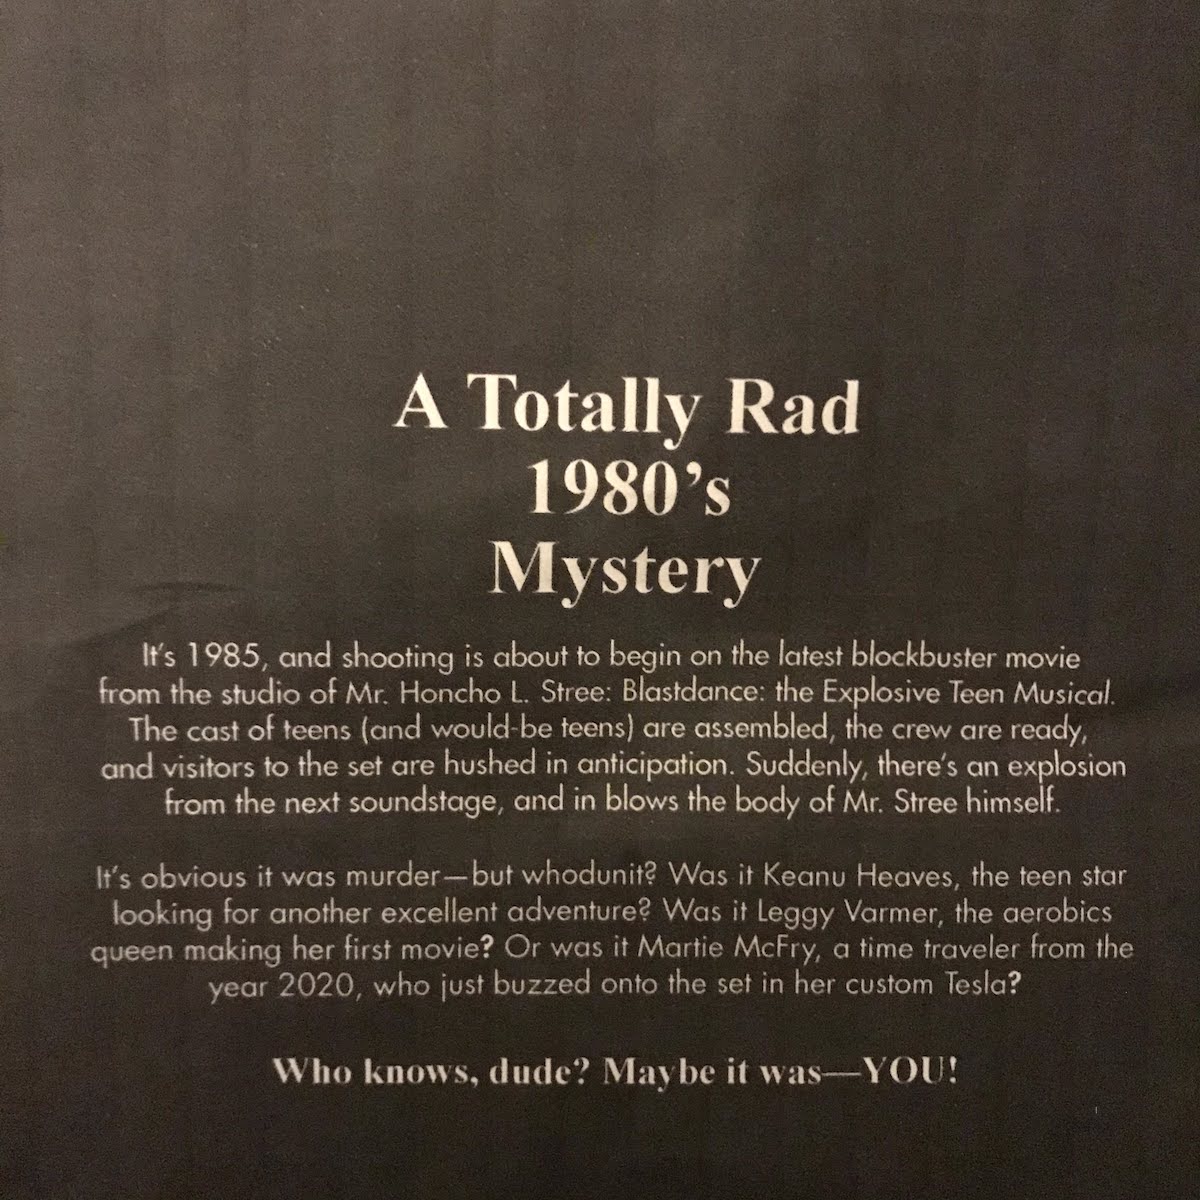 A Totally Rad
1980's
Mystery
It's 1985, and shooting is about to begin on the latest blockbuster movie
from the studio of Mr. Honcho L. Stree: Blastdance: the Explosive Teen Musical.
The cast of teens (and would-be teens) are assembled, the crew are ready,
and visitors to the set are hushed in anticipation. Suddenly, there's an explosion
from the next soundstage, and in blows the body of Mr. Stree himself.
It's obvious it was murder—but whodunit? Was it Keanu Heaves, the teen star
looking for another excellent adventure? Was it Leggy Varmer, the aerobics
queen making her first movie? Or was it Martie McFry, a time traveler from the
year 2020, who just buzzed onto the set in her custom Tesla?
Who knows, dude? Maybe it was—YOU!